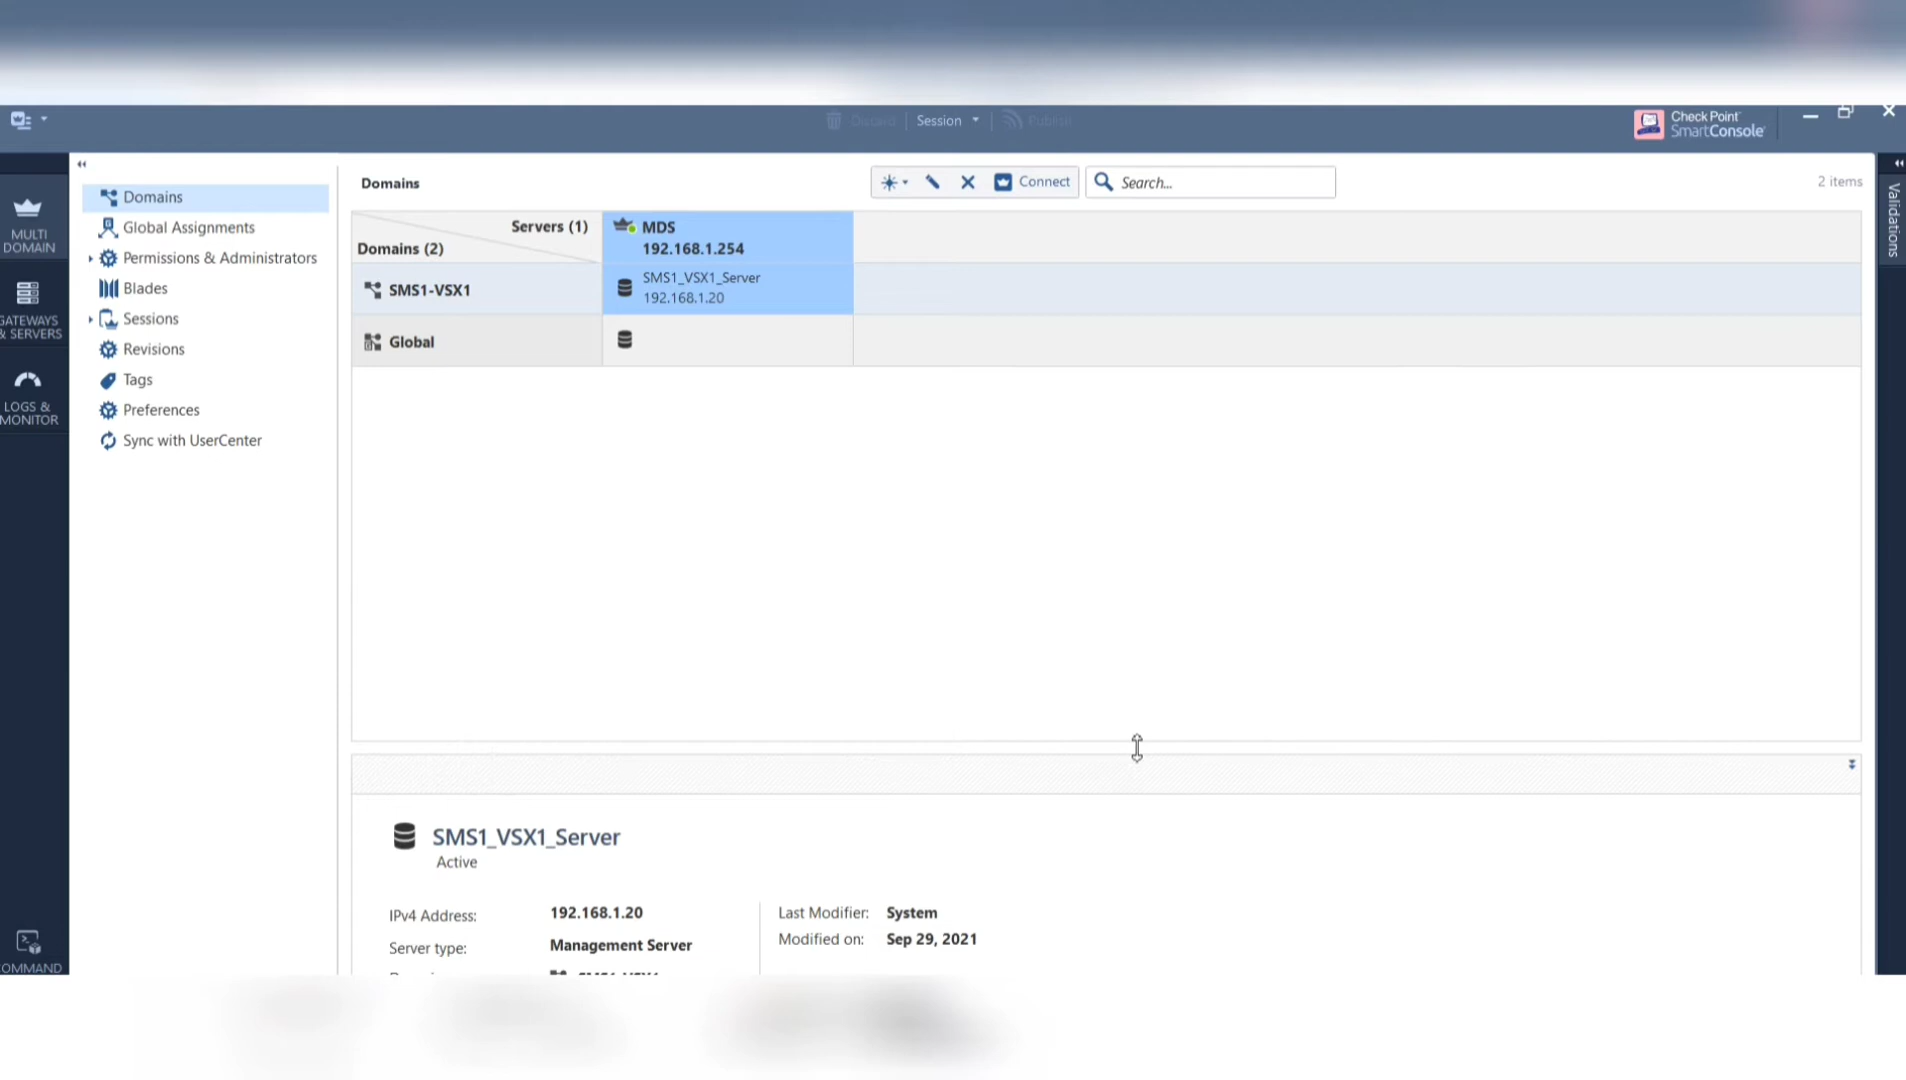 Discard
Session
Publish
Check Point
SmartConsole
MULTI
DOMAIN
GATEWAYS
& SERVERS
LOGS &
MONITOR
COMMAND
Domains
Global Assignments
Permissions & Administrators
Blades
Sessions
Revisions
Tags
Preferences
Sync with UserCenter
Domains
Connect
Search...
2 items
Validations
Servers (1)
Domains (2)
MDS
192.168.1.254
SMS1-VSX1
SMS1_VSX1_Server
192.168.1.20
Global
SMS1_VSX1_Server
Active
IPv4 Address: 192.168.1.20
Server type: Management Server
Last Modifier: System
Modified on: Sep 29, 2021